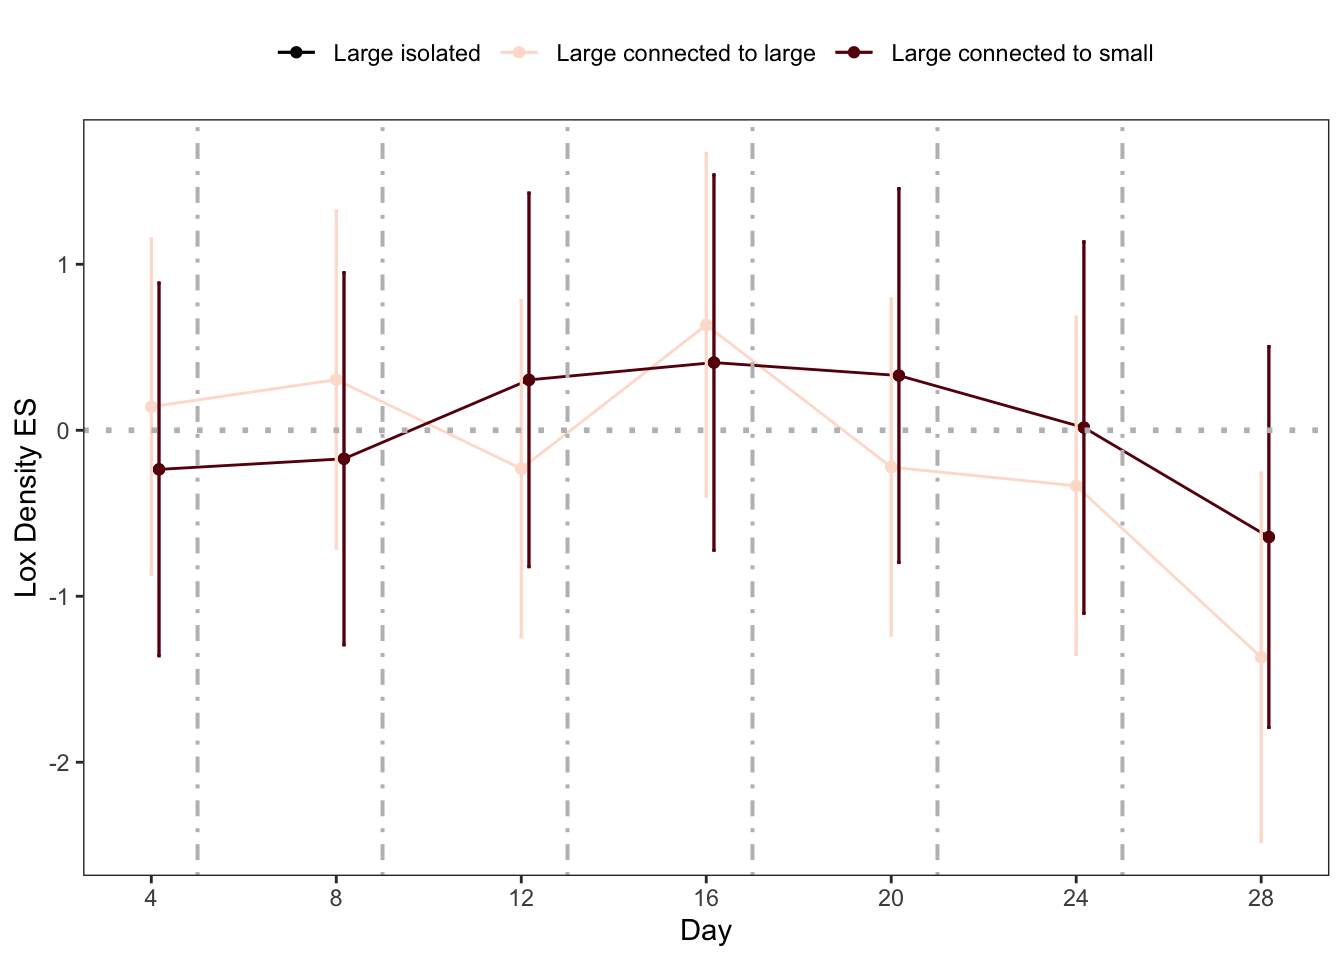 Large isolated Large connected to large Large connected to small
Lox Density ES
1
0
-1
-2
4 8 12 16 20 24 28
Day